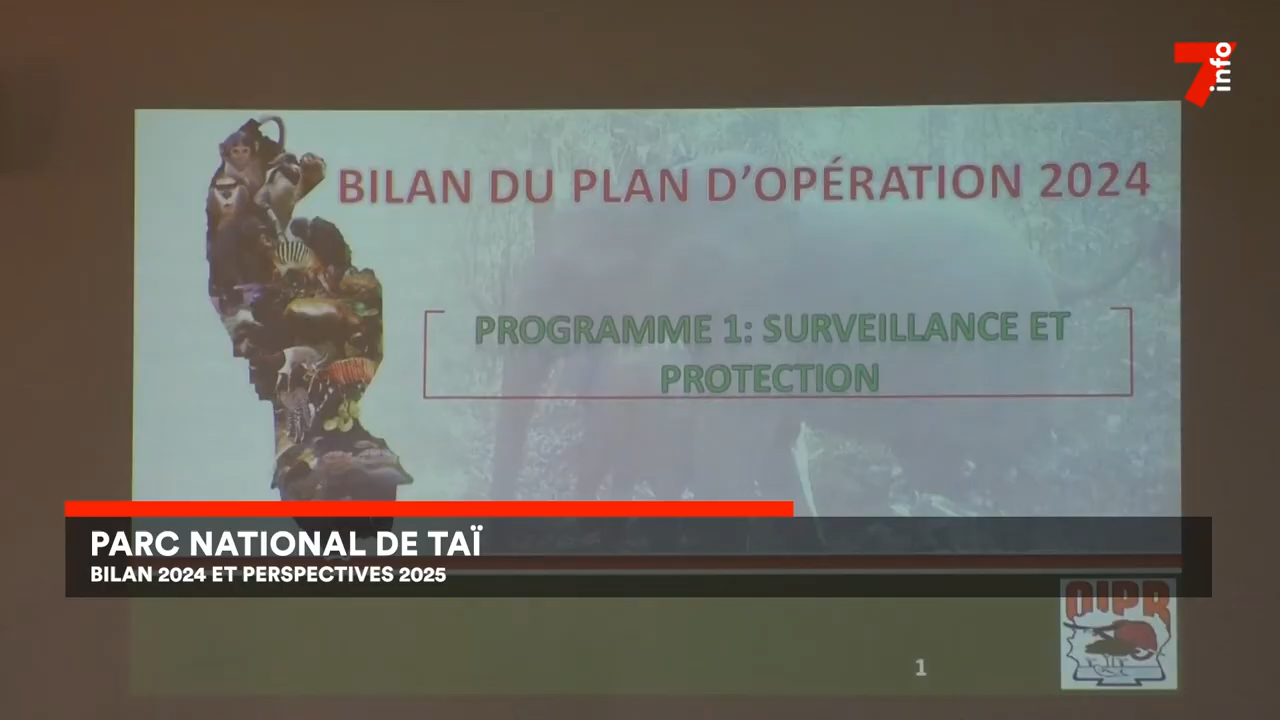 7 info
BILAN DU PLAN D'OPÉRATION 2024
PROGRAMME 1: SURVEILLANCE ET
PROTECTION
PARC NATIONAL DE TAÏ
BILAN 2024 ET PERSPECTIVES 2025
OIPR
1